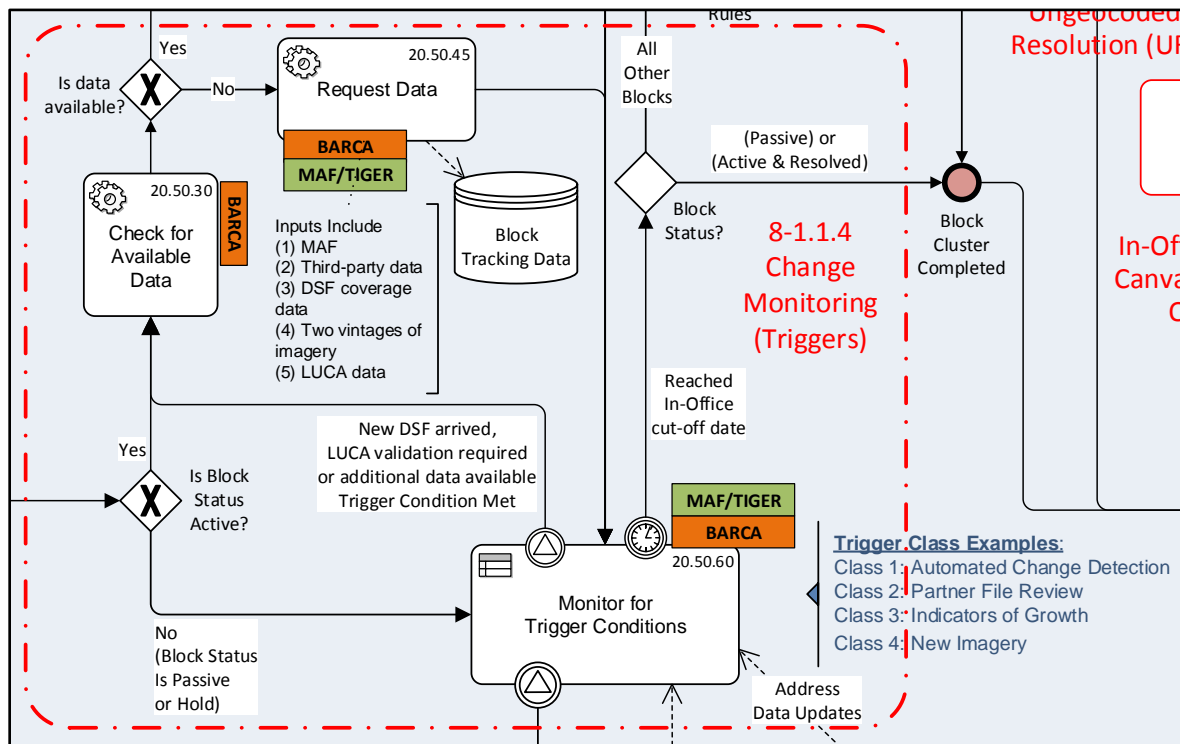 Rules
Ungeocoded
Resolution (UF
Yes
Is data
available?
No
20.50.45
Request Data
BARCA
MAF/TIGER
All
Other
Blocks
(Passive) or
(Active & Resolved)
20.50.30
Check for
Available
Data
BARCA
Inputs Include
(1) MAF
(2) Third-party data
(3) DSF coverage
data
(4) Two vintages of
imagery
(5) LUCA data
Block
Tracking Data
Block
Status?
8-1.1.4
Change
Monitoring
(Triggers)
Block
Cluster
Completed
In-Of
Canva
C
Reached
In-Office
cut-off date
Yes
Is Block
Status
Active?
New DSF arrived,
LUCA validation required
or additional data available
Trigger Condition Met
MAF/TIGER
BARCA
20.50.60
Monitor for
Trigger Conditions
Trigger Class Examples:
Class 1: Automated Change Detection
Class 2: Partner File Review
Class 3: Indicators of Growth
Class 4: New Imagery
No
(Block Status
Is Passive
or Hold)
Address
Data Updates